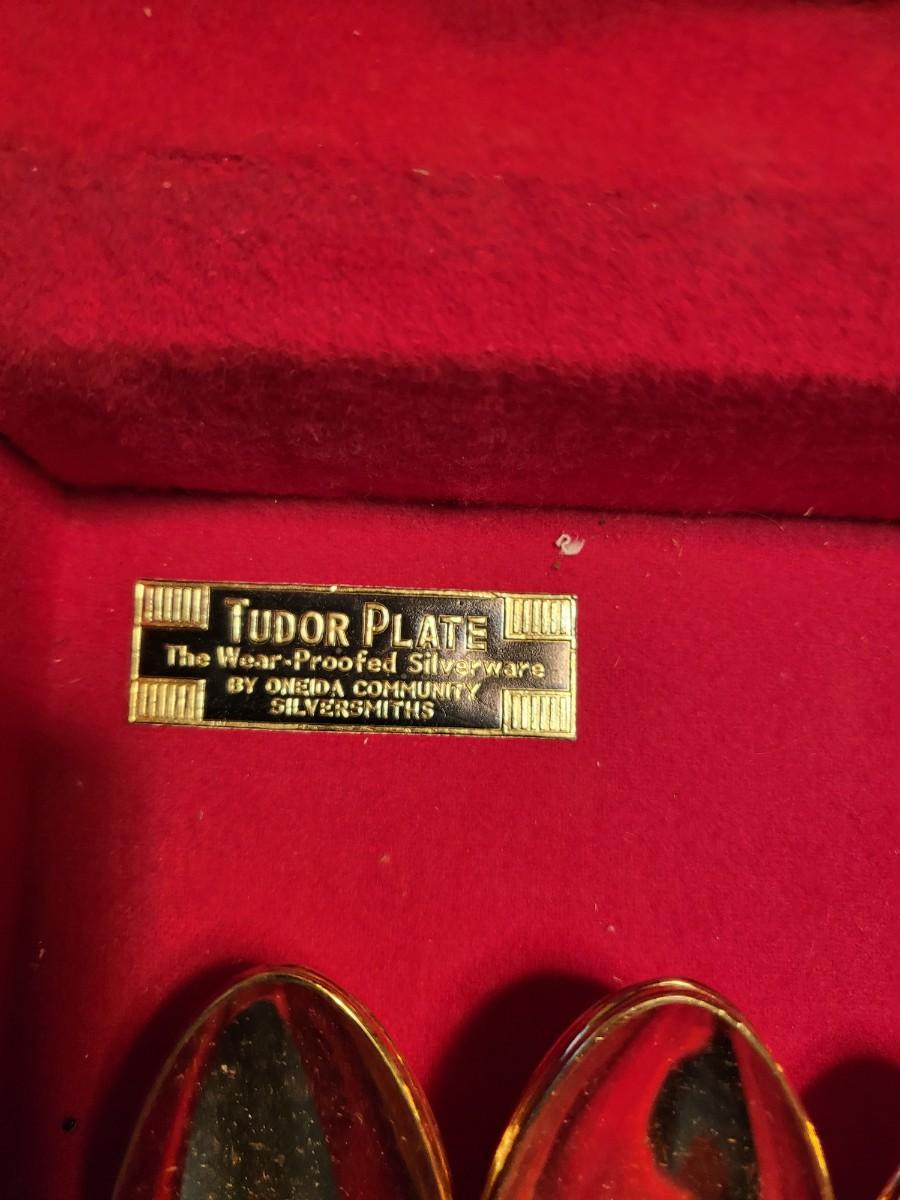 TUDOR PLATE
The Wear-Proofed Silverware
BY ONEIDA COMMUNITY
SILVERSMITHS